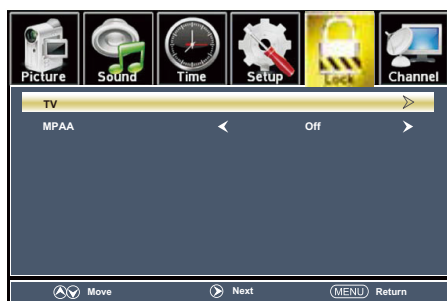 Picture Sound Time Setup Lock Channel
TV
MPAA Off
Move Next MENU Return